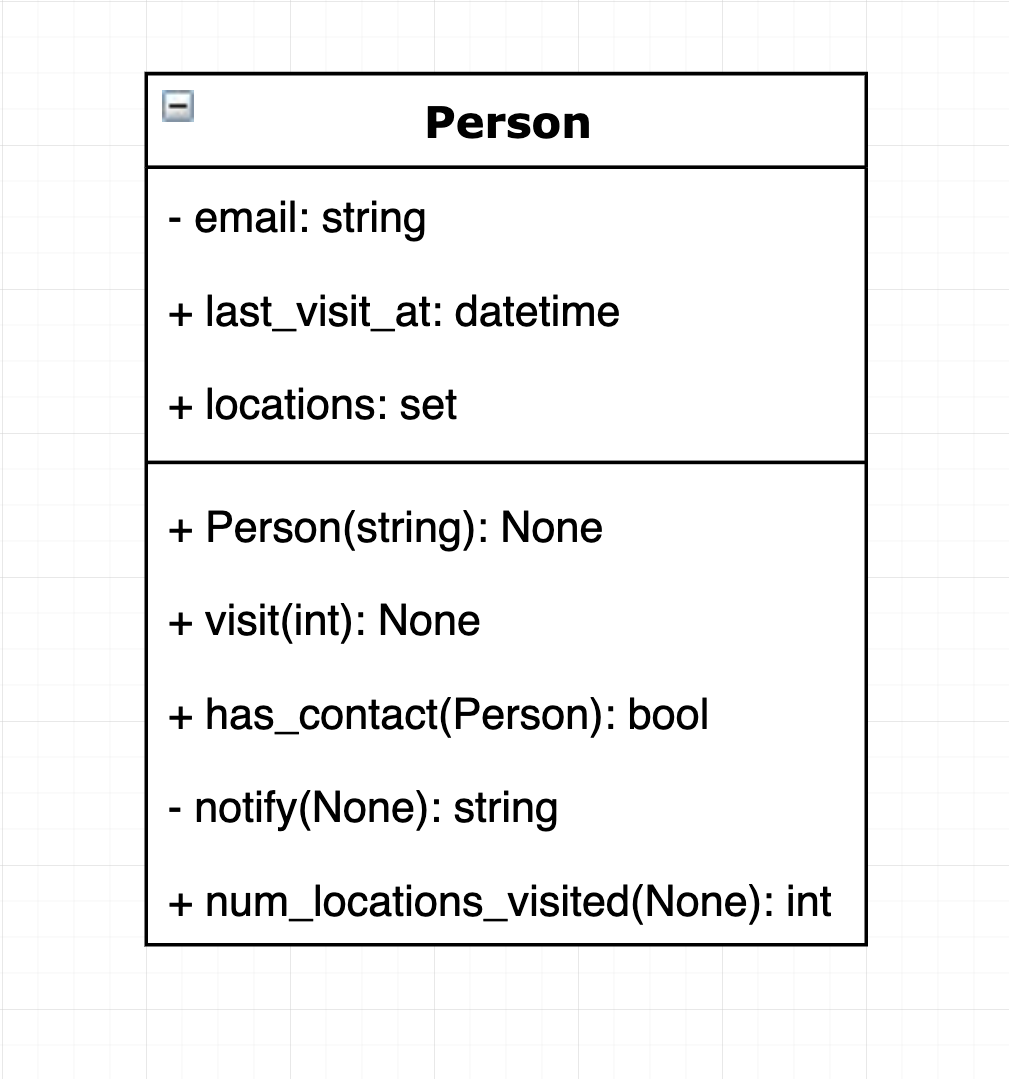 Person
- email: string
+ last_visit_at: datetime
+ locations: set
+ Person(string): None
+ visit(int): None
+ has_contact(Person): bool
- notify(None): string
+ num_locations_visited(None): int